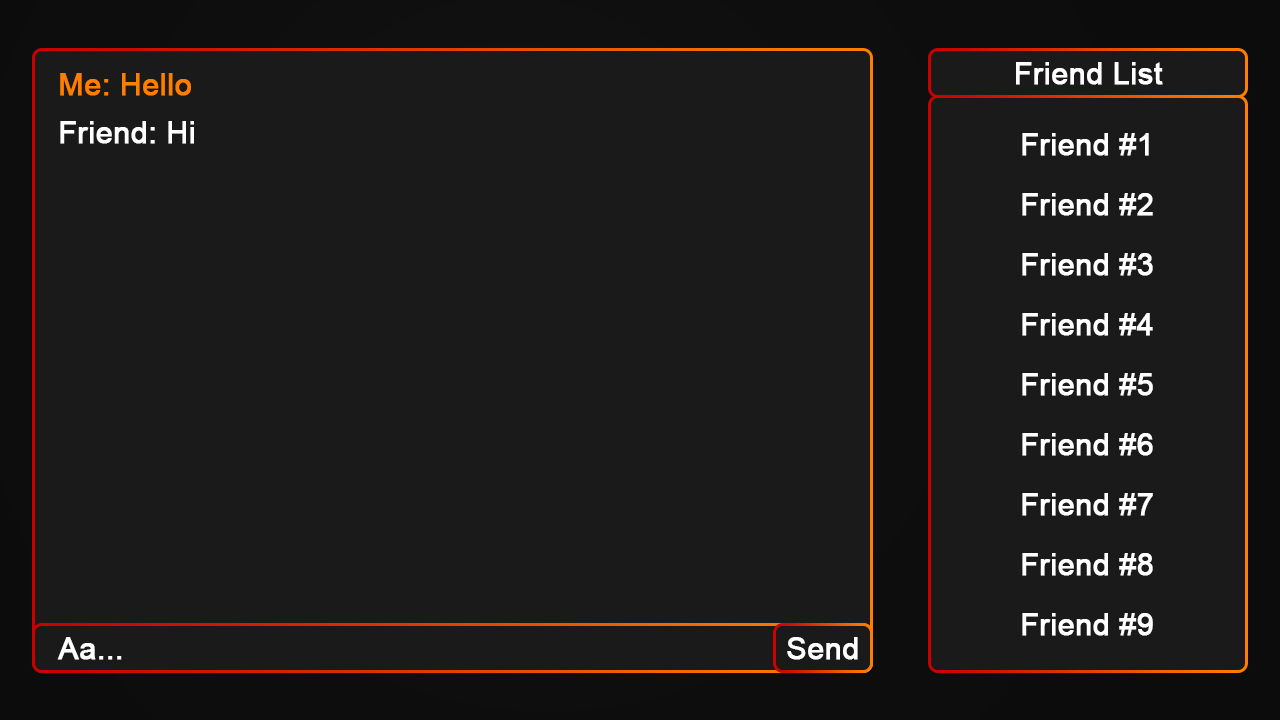 Me: Hello
Friend: Hi
Aa...
Send
Friend List
Friend #1
Friend #2
Friend #3
Friend #4
Friend #5
Friend #6
Friend #7
Friend #8
Friend #9